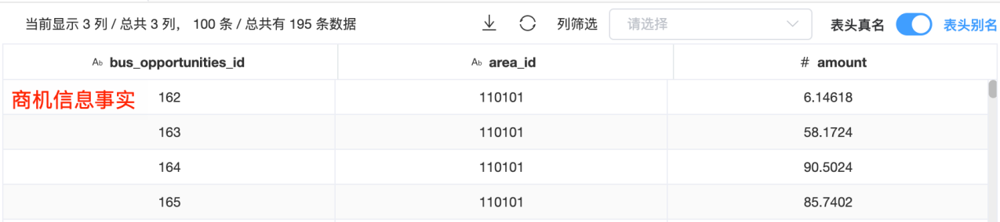 当前显示 3 列 / 总共 3 列， 100 条 / 总共有 195 条数据 列筛选 请选择 表头真名 表头别名
Ab bus_opportunities_id Ab area_id # amount
商机信息事实 162 110101 6.14618
163 110101 58.1724
164 110101 90.5024
165 110101 85.7402